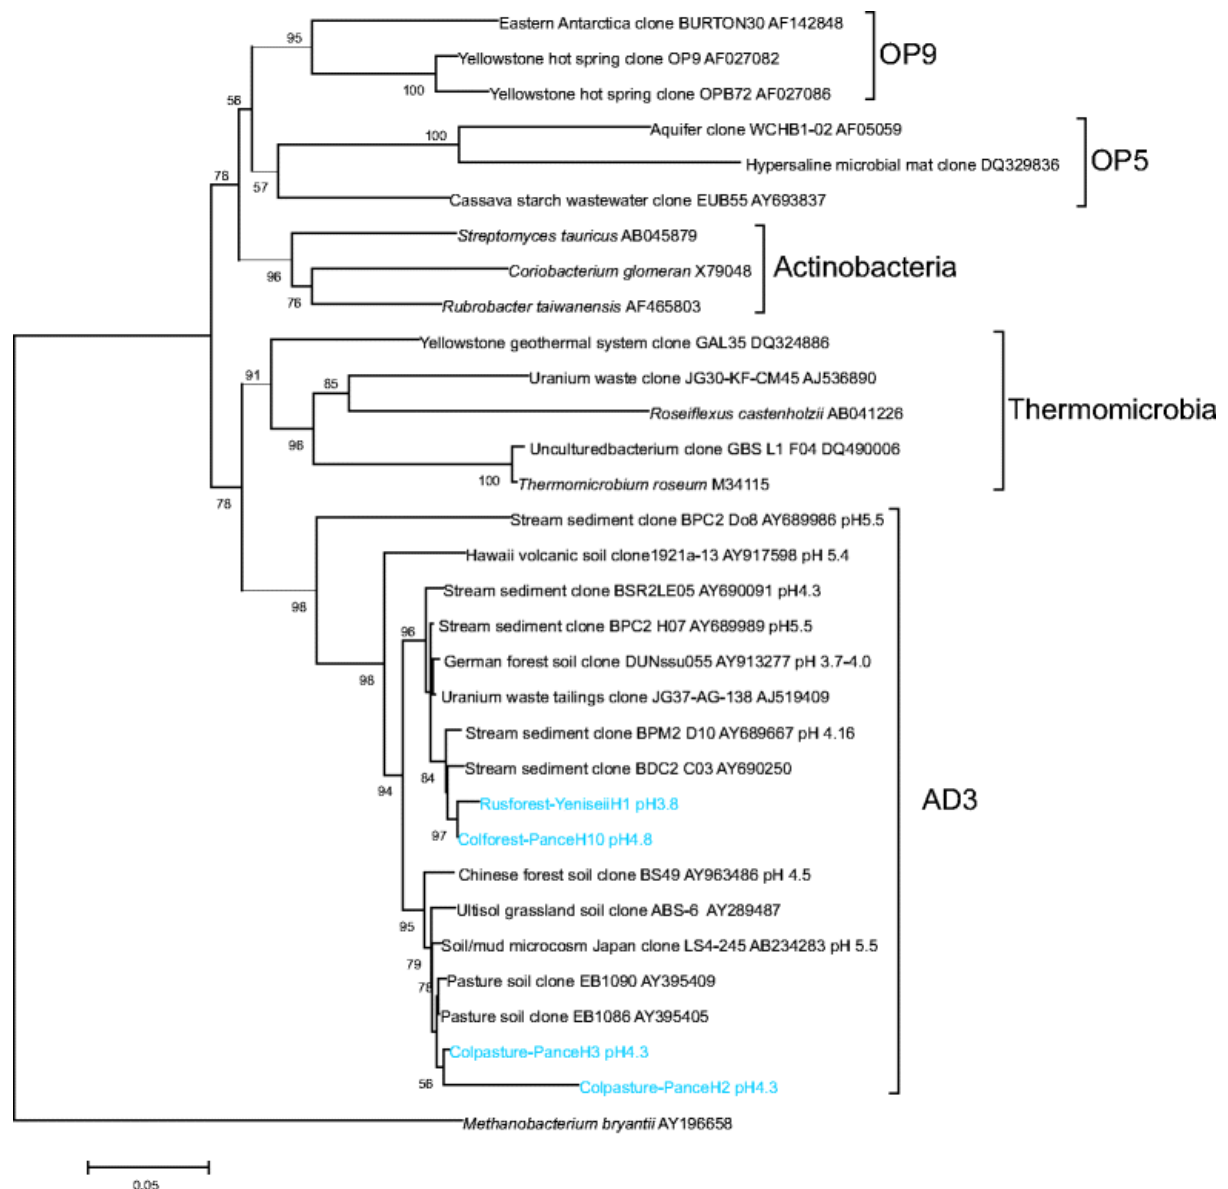 Eastern Antarctica clone BURTON30 AF142848
95
Yellowstone hot spring clone OP9 AF027082
OP9
100
Yellowstone hot spring clone OPB72 AF027086
56
Aquifer clone WCHB1-02 AF05059
100
Hypersaline microbial mat clone DQ329836
OP5
78
57
Cassava starch wastewater clone EUB55 AY693837
Streptomyces tauricus AB045879
96
Coriobacterium glomeran X79048
Actinobacteria
76
Rubrobacter taiwanensis AF465803
Yellowstone geothermal system clone GAL35 DQ324886
91
85
Uranium waste clone JG30-KF-CM45 AJ536890
Roseiflexus castenholzii AB041226
Thermomicrobia
96
Unculturedbacterium clone GBS L1 F04 DQ490006
100
Thermomicrobium roseum M34115
78
Stream sediment clone BPC2 Do8 AY689986 pH5.5
Hawaii volcanic soil clone1921a-13 AY917598 pH 5.4
98
Stream sediment clone BSR2LE05 AY690091 pH4.3
96
Stream sediment clone BPC2 H07 AY689989 pH5.5
German forest soil clone DUNssu055 AY913277 pH 3.7-4.0
98
Uranium waste tailings clone JG37-AG-138 AJ519409
Stream sediment clone BPM2 D10 AY689667 pH 4.16
84
Stream sediment clone BDC2 C03 AY690250
94
Rusforest-YeniseiiH1 pH3.8
AD3
97
Colforest-PanceH10 pH4.8
Chinese forest soil clone BS49 AY963486 pH 4.5
Ultisol grassland soil clone ABS-6 AY289487
95
Soil/mud microcosm Japan clone LS4-245 AB234283 pH 5.5
79
78
Pasture soil clone EB1090 AY395409
Pasture soil clone EB1086 AY395405
Colpasture-PanceH3 pH4.3
56
Colpasture-PanceH2 pH4.3
Methanobacterium bryantii AY196658
0.05